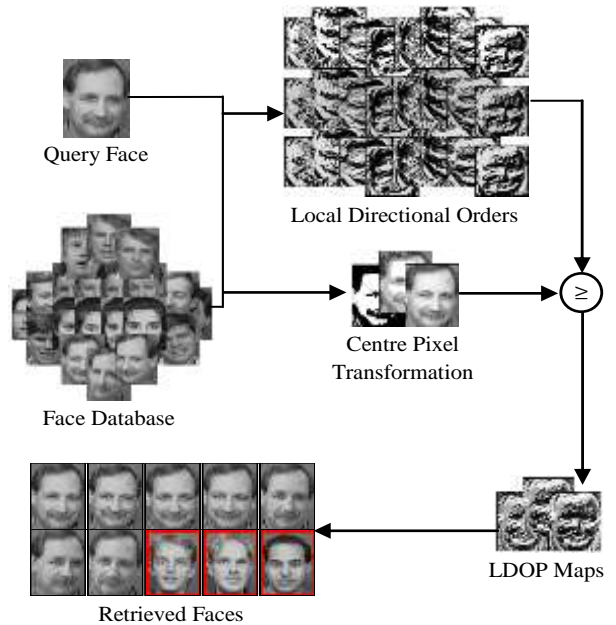 Query Face
Local Directional Orders
≥
Centre Pixel
Transformation
Face Database
LDOP Maps
Retrieved Faces